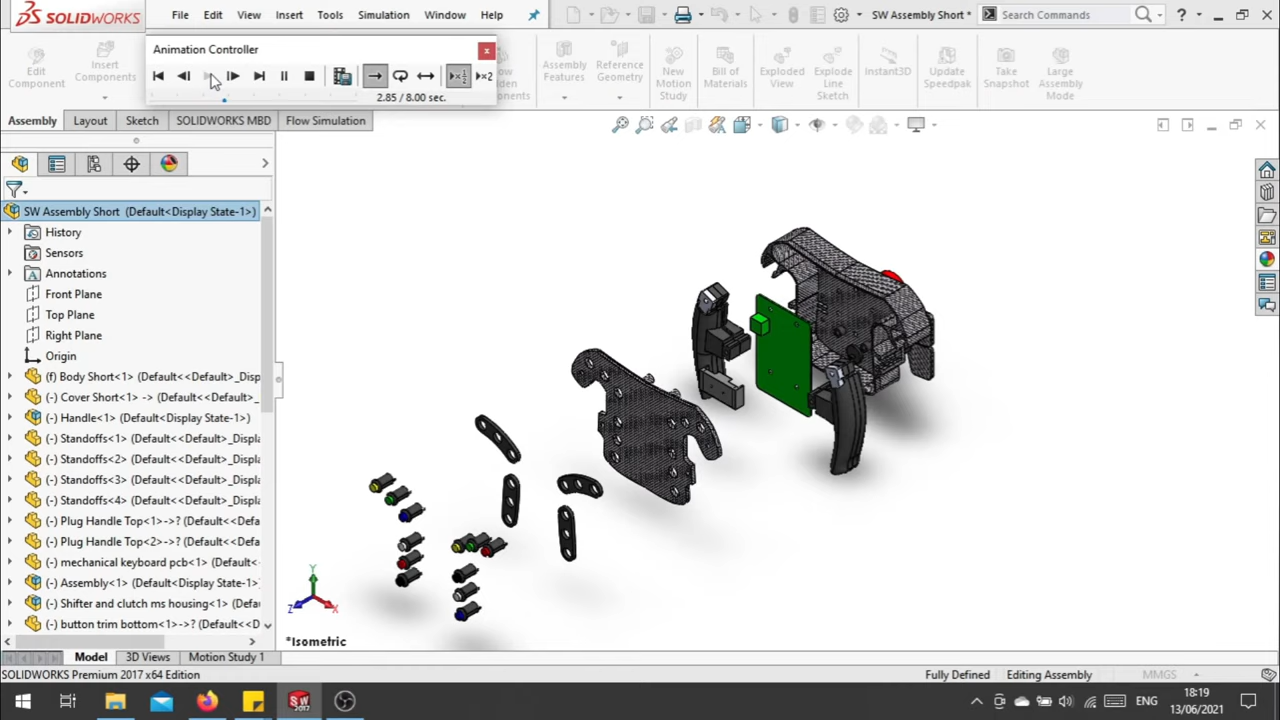 SOLIDWORKS
File Edit View Insert Tools Simulation Window Help
SW Assembly Short *
Search Commands
Animation Controller
2.85 / 8.00 sec.
Edit Component
Insert Components
Assembly Features
Reference Geometry
New Motion Study
Bill of Materials
Exploded View
Explode Line Sketch
Instant3D
Update Speedpak
Take Snapshot
Large Assembly Mode
Assembly Layout Sketch SOLIDWORKS MBD Flow Simulation
SW Assembly Short (Default<Display State-1>)
History
Sensors
Annotations
Front Plane
Top Plane
Right Plane
Origin
(f) Body Short<1> (Default<<Default>_Disp
(-) Cover Short<1> -> (Default<<Default>_
(-) Handle<1> (Default<Display State-1>)
(-) Standoffs<1> (Default<<Default>_Displa
(-) Standoffs<2> (Default<<Default>_Displa
(-) Standoffs<3> (Default<<Default>_Displa
(-) Standoffs<4> (Default<<Default>_Displa
(-) Plug Handle Top<1>->? (Default<<Defa
(-) Plug Handle Top<2>->? (Default<<Defa
(-) mechanical keyboard pcb<1> (Default<
(-) Assembly<1> (Default<Display State-1>
(-) Shifter and clutch ms housing<1> (Defa
(-) button trim bottom<1>->? (Default<<D
Y
Z
X
*Isometric
Model 3D Views Motion Study 1
SOLIDWORKS Premium 2017 x64 Edition
Fully Defined Editing Assembly MMGS
ENG
18:19
13/06/2021